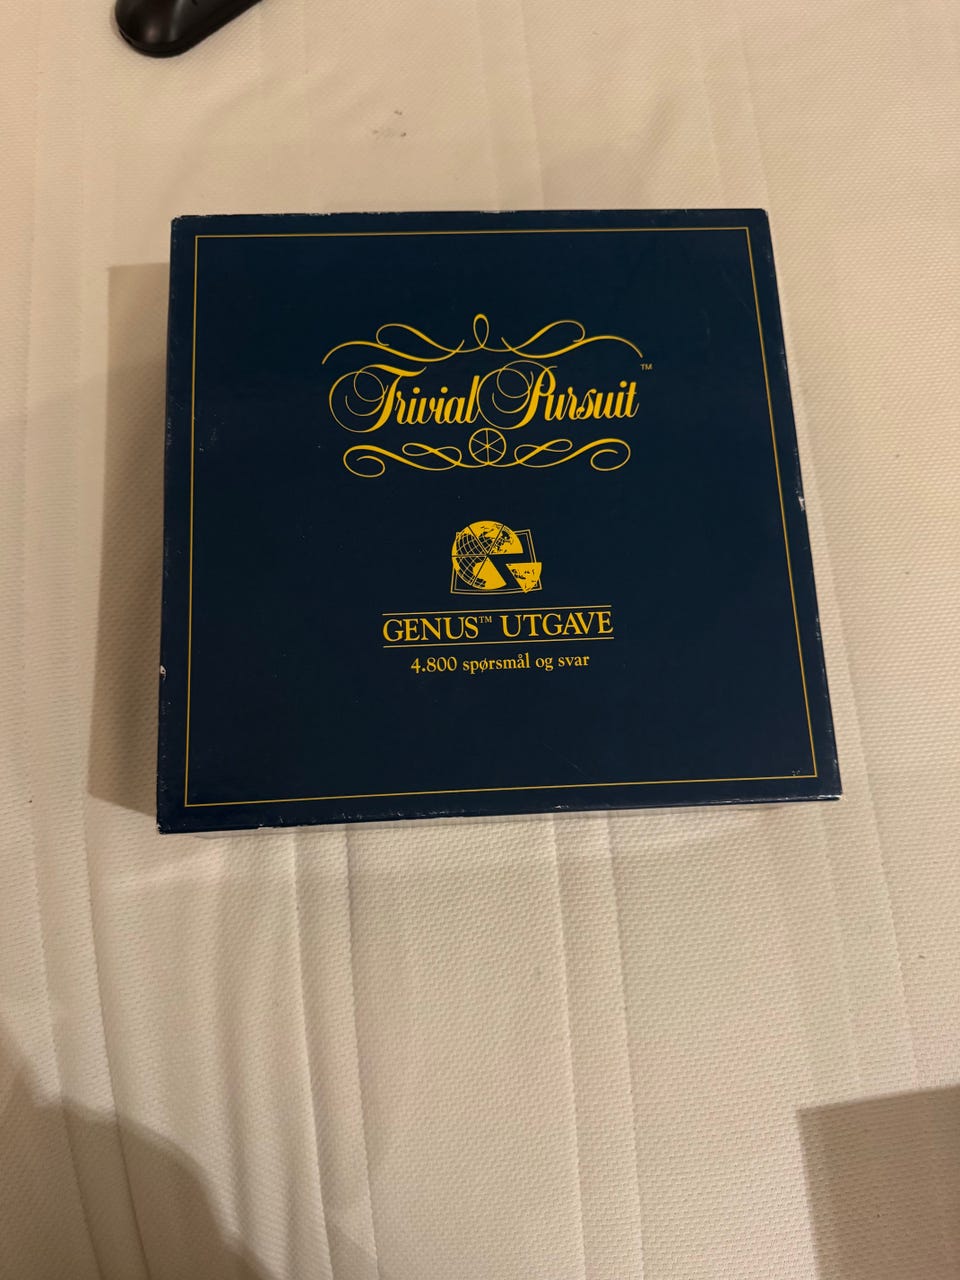 Trivial Pursuit™
GENUS™ UTGAVE
4.800 spørsmål og svar